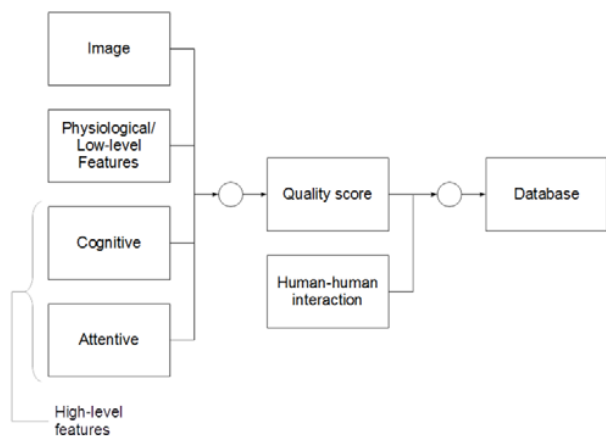 Image
Physiological/
Low-level
Features
Cognitive
Attentive
High-level
features
Quality score
Human-human
interaction
Database